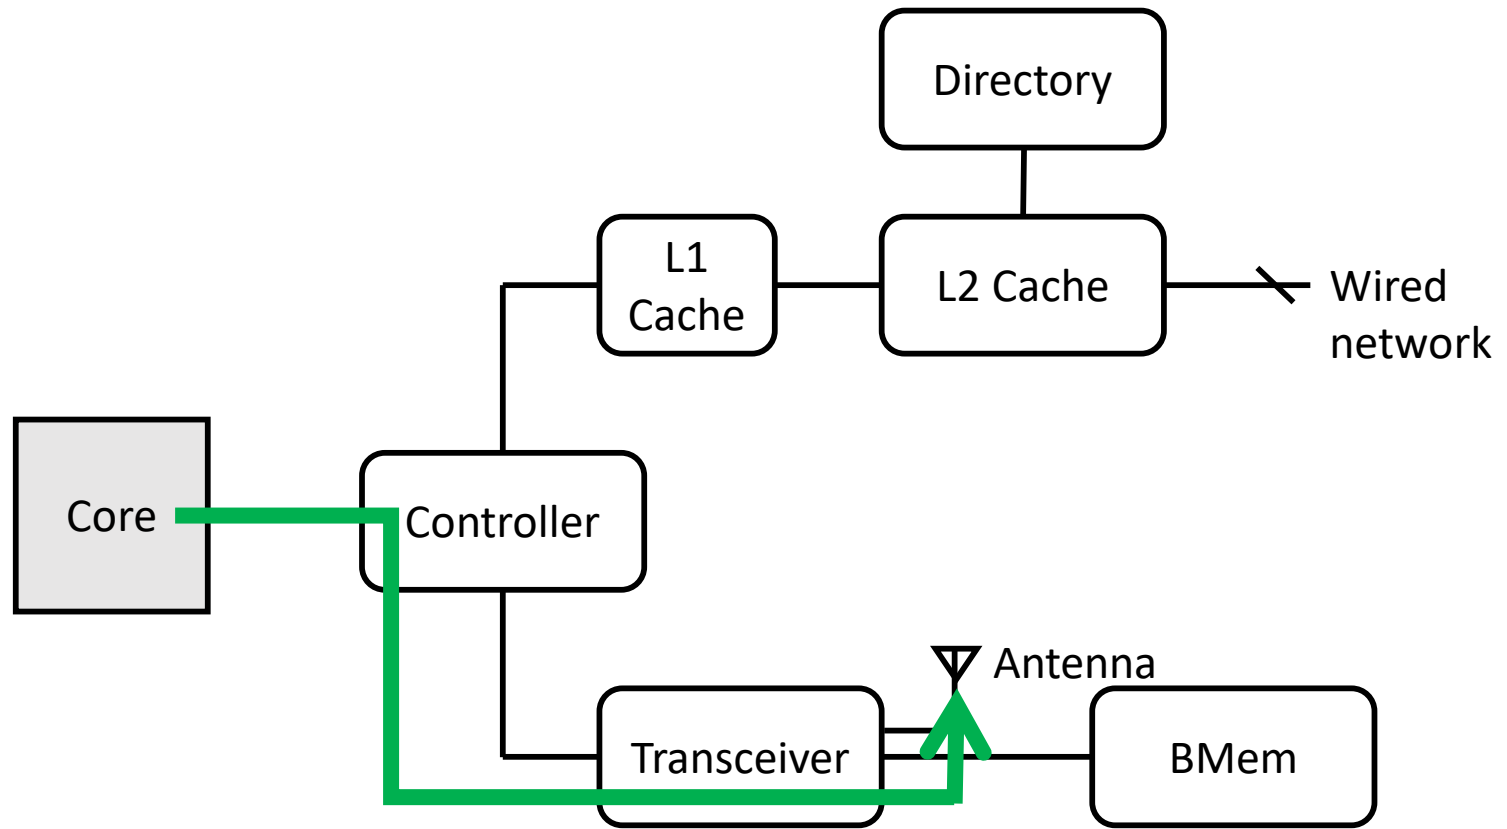 Directory
L1
Cache
L2 Cache
Wired
network
Core
Controller
Antenna
Transceiver
BMem